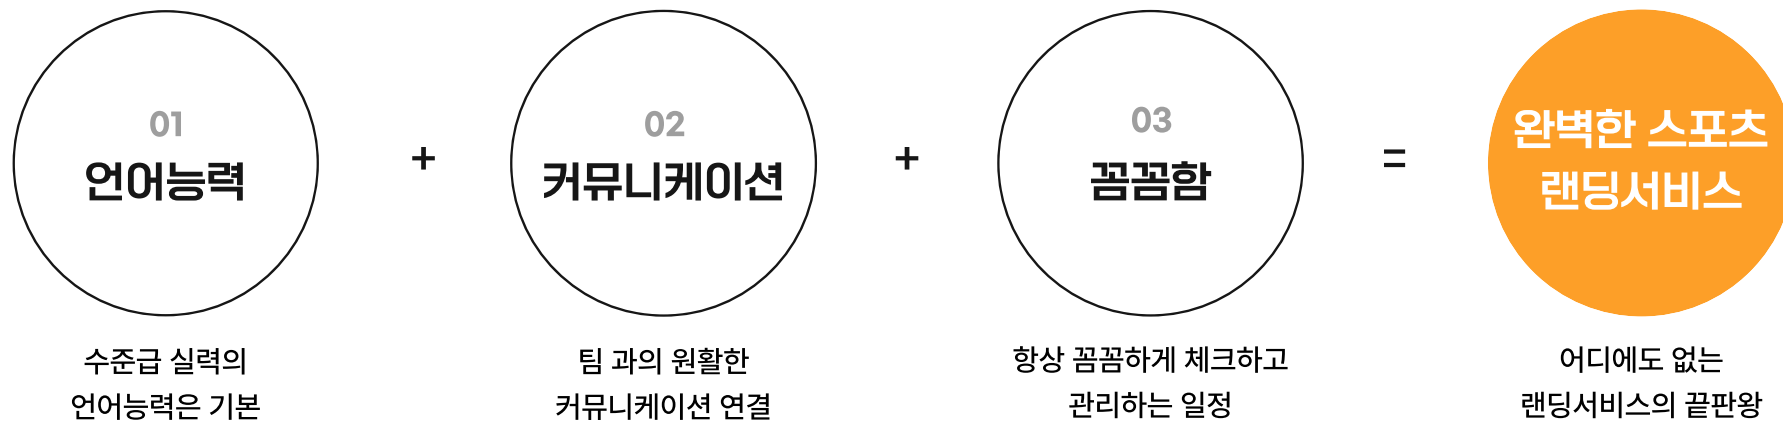 01
언어능력
수준급 실력의
언어능력은 기본
+
02
커뮤니케이션
팀 과의 원활한
커뮤니케이션 연결
+
03
꼼꼼함
항상 꼼꼼하게 체크하고
관리하는 일정
=
완벽한 스포츠
랜딩서비스
어디에도 없는
랜딩서비스의 끝판왕